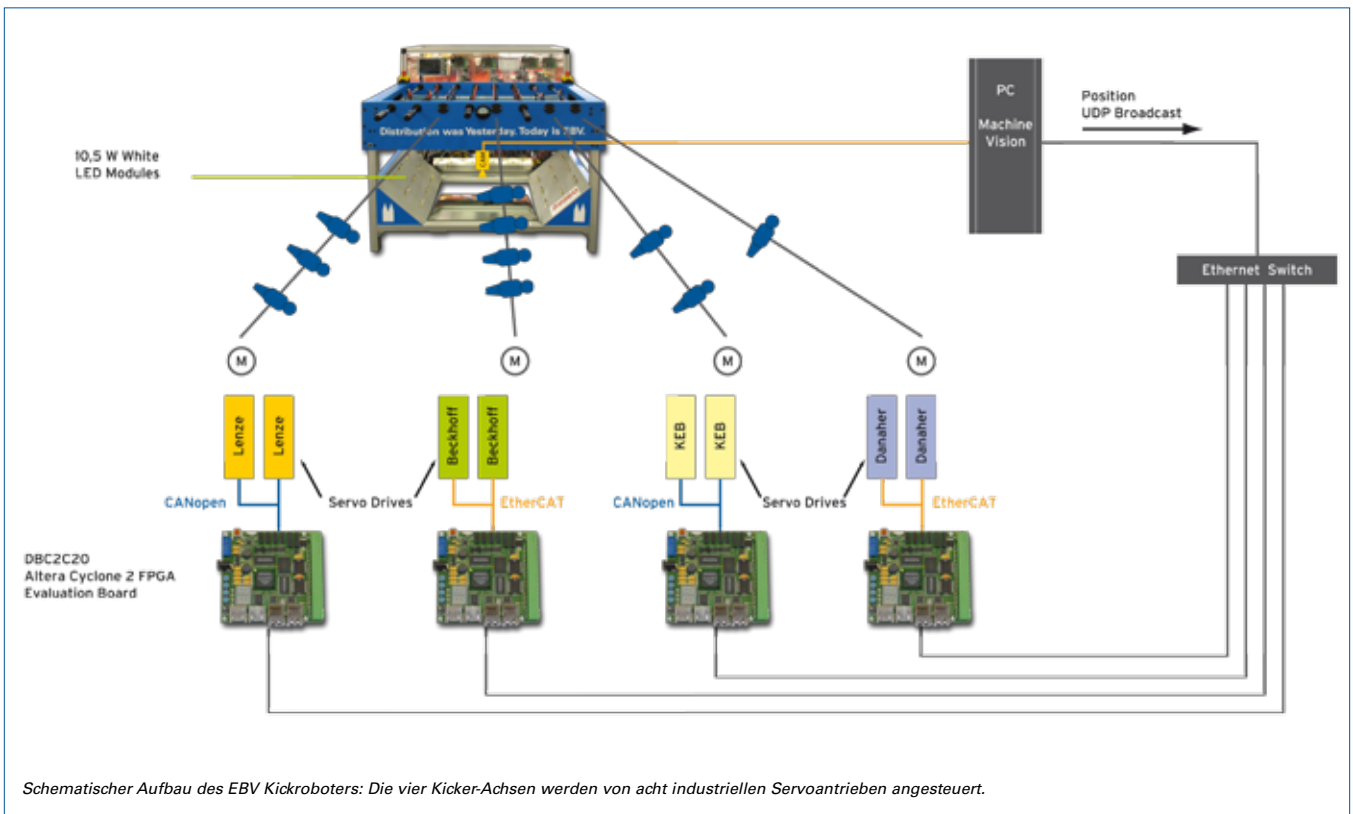 Distribution was Yesterday. Today is EBV.
10,5 W White
LED Modules
CAM
PC
Machine
Vision
Position
UDP Broadcast
Ethernet Switch
M
M
M
M
Lenze
Lenze
Beckhoff
Beckhoff
KEB
KEB
Danaher
Danaher
CANopen
Servo Drives
EtherCAT
CANopen
Servo Drives
EtherCAT
DBC2C20
Altera Cyclone 2 FPGA
Evaluation Board
Schematischer Aufbau des EBV Kickroboters: Die vier Kicker-Achsen werden von acht industriellen Servoantrieben angesteuert.